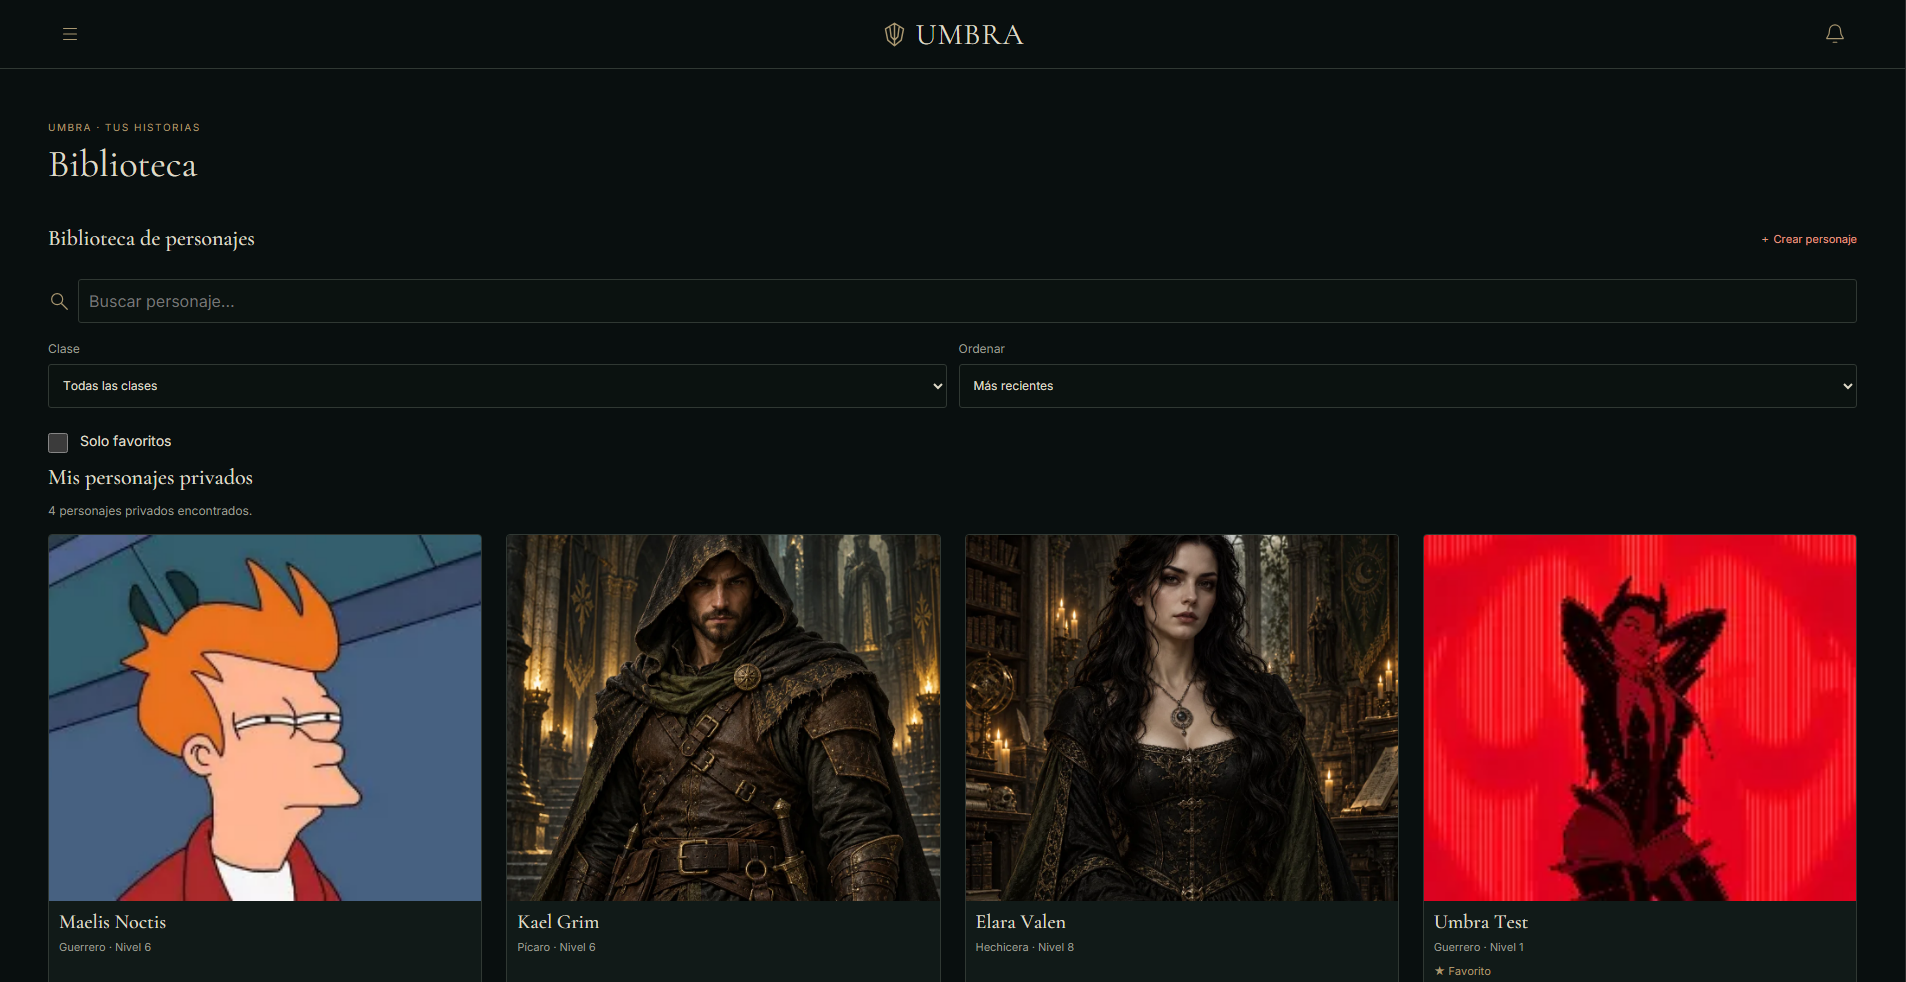 UMBRA
UMBRA · TUS HISTORIAS
Biblioteca
Biblioteca de personajes
+ Crear personaje
Buscar personaje...
Clase
Ordenar
Todas las clases
Más recientes
Solo favoritos
Mis personajes privados
4 personajes privados encontrados.
Maelis Noctis
Guerrero · Nivel 6
Kael Grim
Pícaro · Nivel 6
Elara Valen
Hechicera · Nivel 8
Umbra Test
Guerrero · Nivel 1
★ Favorito